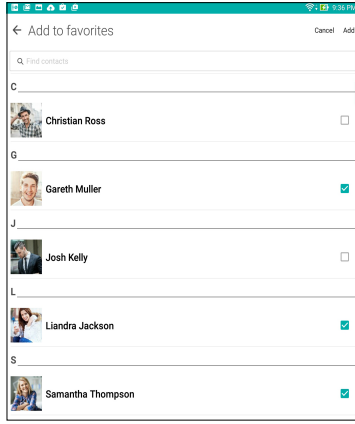 9:36 PM
Add to favorites
Cancel Add
Find contacts
C
Christian Ross
G
Gareth Muller
J
Josh Kelly
L
Liandra Jackson
S
Samantha Thompson